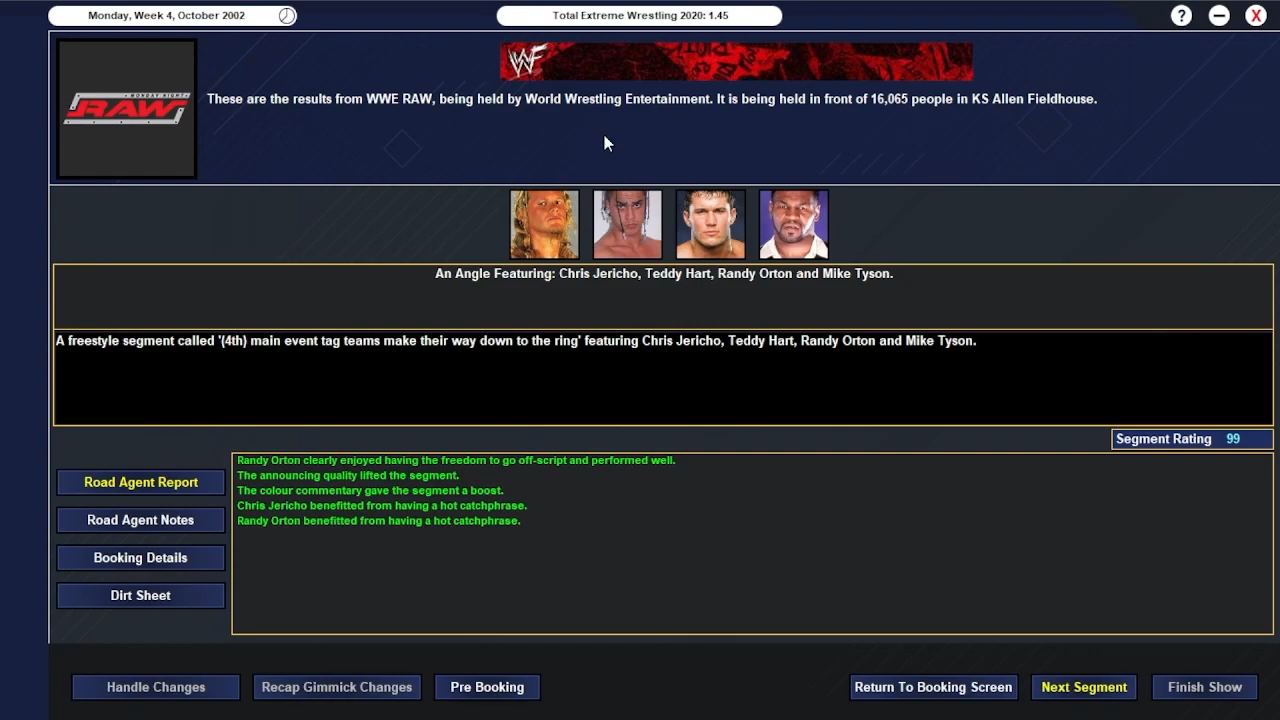 Monday, Week 4, October 2002
Total Extreme Wrestling 2020: 1.45
?
X
WF
MONDAY NIGHT
RAW
These are the results from WWE RAW, being held by World Wrestling Entertainment. It is being held in front of 16,065 people in KS Allen Fieldhouse.
An Angle Featuring: Chris Jericho, Teddy Hart, Randy Orton and Mike Tyson.
A freestyle segment called '(4th) main event tag teams make their way down to the ring' featuring Chris Jericho, Teddy Hart, Randy Orton and Mike Tyson.
Segment Rating 99
Randy Orton clearly enjoyed having the freedom to go off-script and performed well.
The announcing quality lifted the segment.
The colour commentary gave the segment a boost.
Chris Jericho benefitted from having a hot catchphrase.
Randy Orton benefitted from having a hot catchphrase.
Road Agent Report
Road Agent Notes
Booking Details
Dirt Sheet
Handle Changes
Recap Gimmick Changes
Pre Booking
Return To Booking Screen
Next Segment
Finish Show